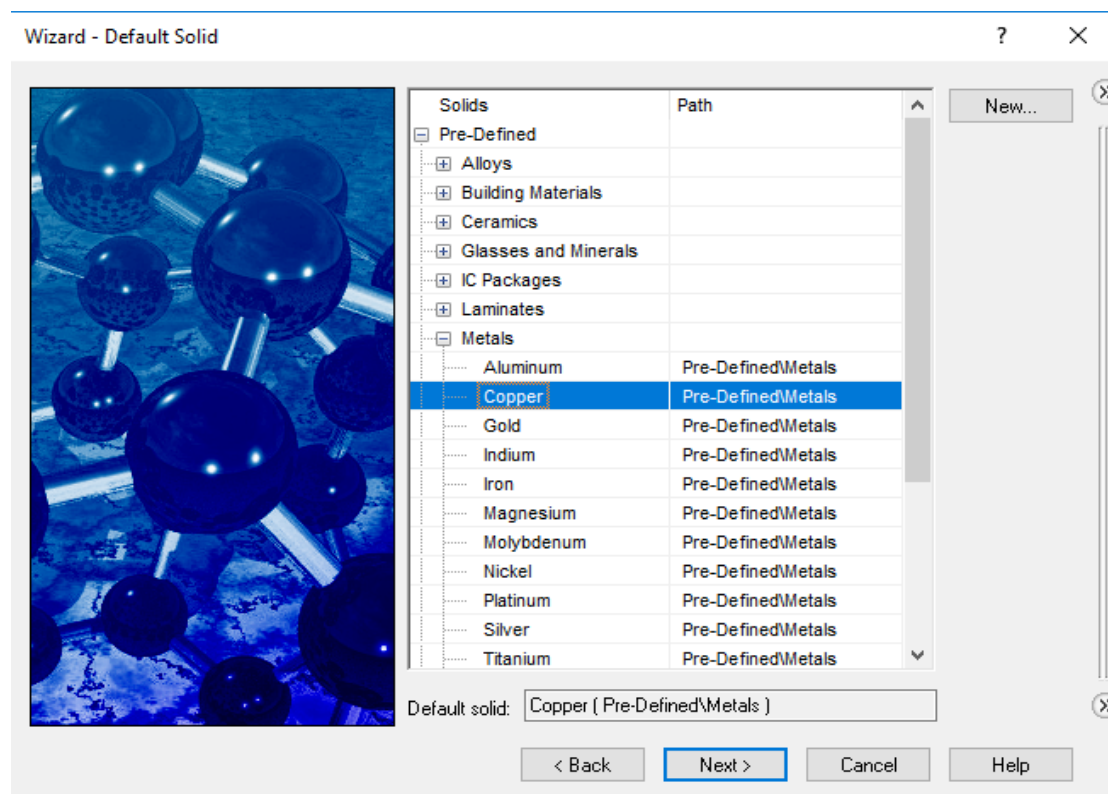 Wizard - Default Solid ? ×
Solids Path
New...
Pre-Defined
Alloys
Building Materials
Ceramics
Glasses and Minerals
IC Packages
Laminates
Metals
Aluminum Pre-Defined\Metals
Copper Pre-Defined\Metals
Gold Pre-Defined\Metals
Indium Pre-Defined\Metals
Iron Pre-Defined\Metals
Magnesium Pre-Defined\Metals
Molybdenum Pre-Defined\Metals
Nickel Pre-Defined\Metals
Platinum Pre-Defined\Metals
Silver Pre-Defined\Metals
Titanium Pre-Defined\Metals
Default solid: Copper ( Pre-Defined\Metals )
< Back Next > Cancel Help